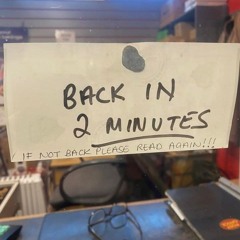 BACK IN
2 MINUTES
IF NOT BACK PLEASE READ AGAIN!!!